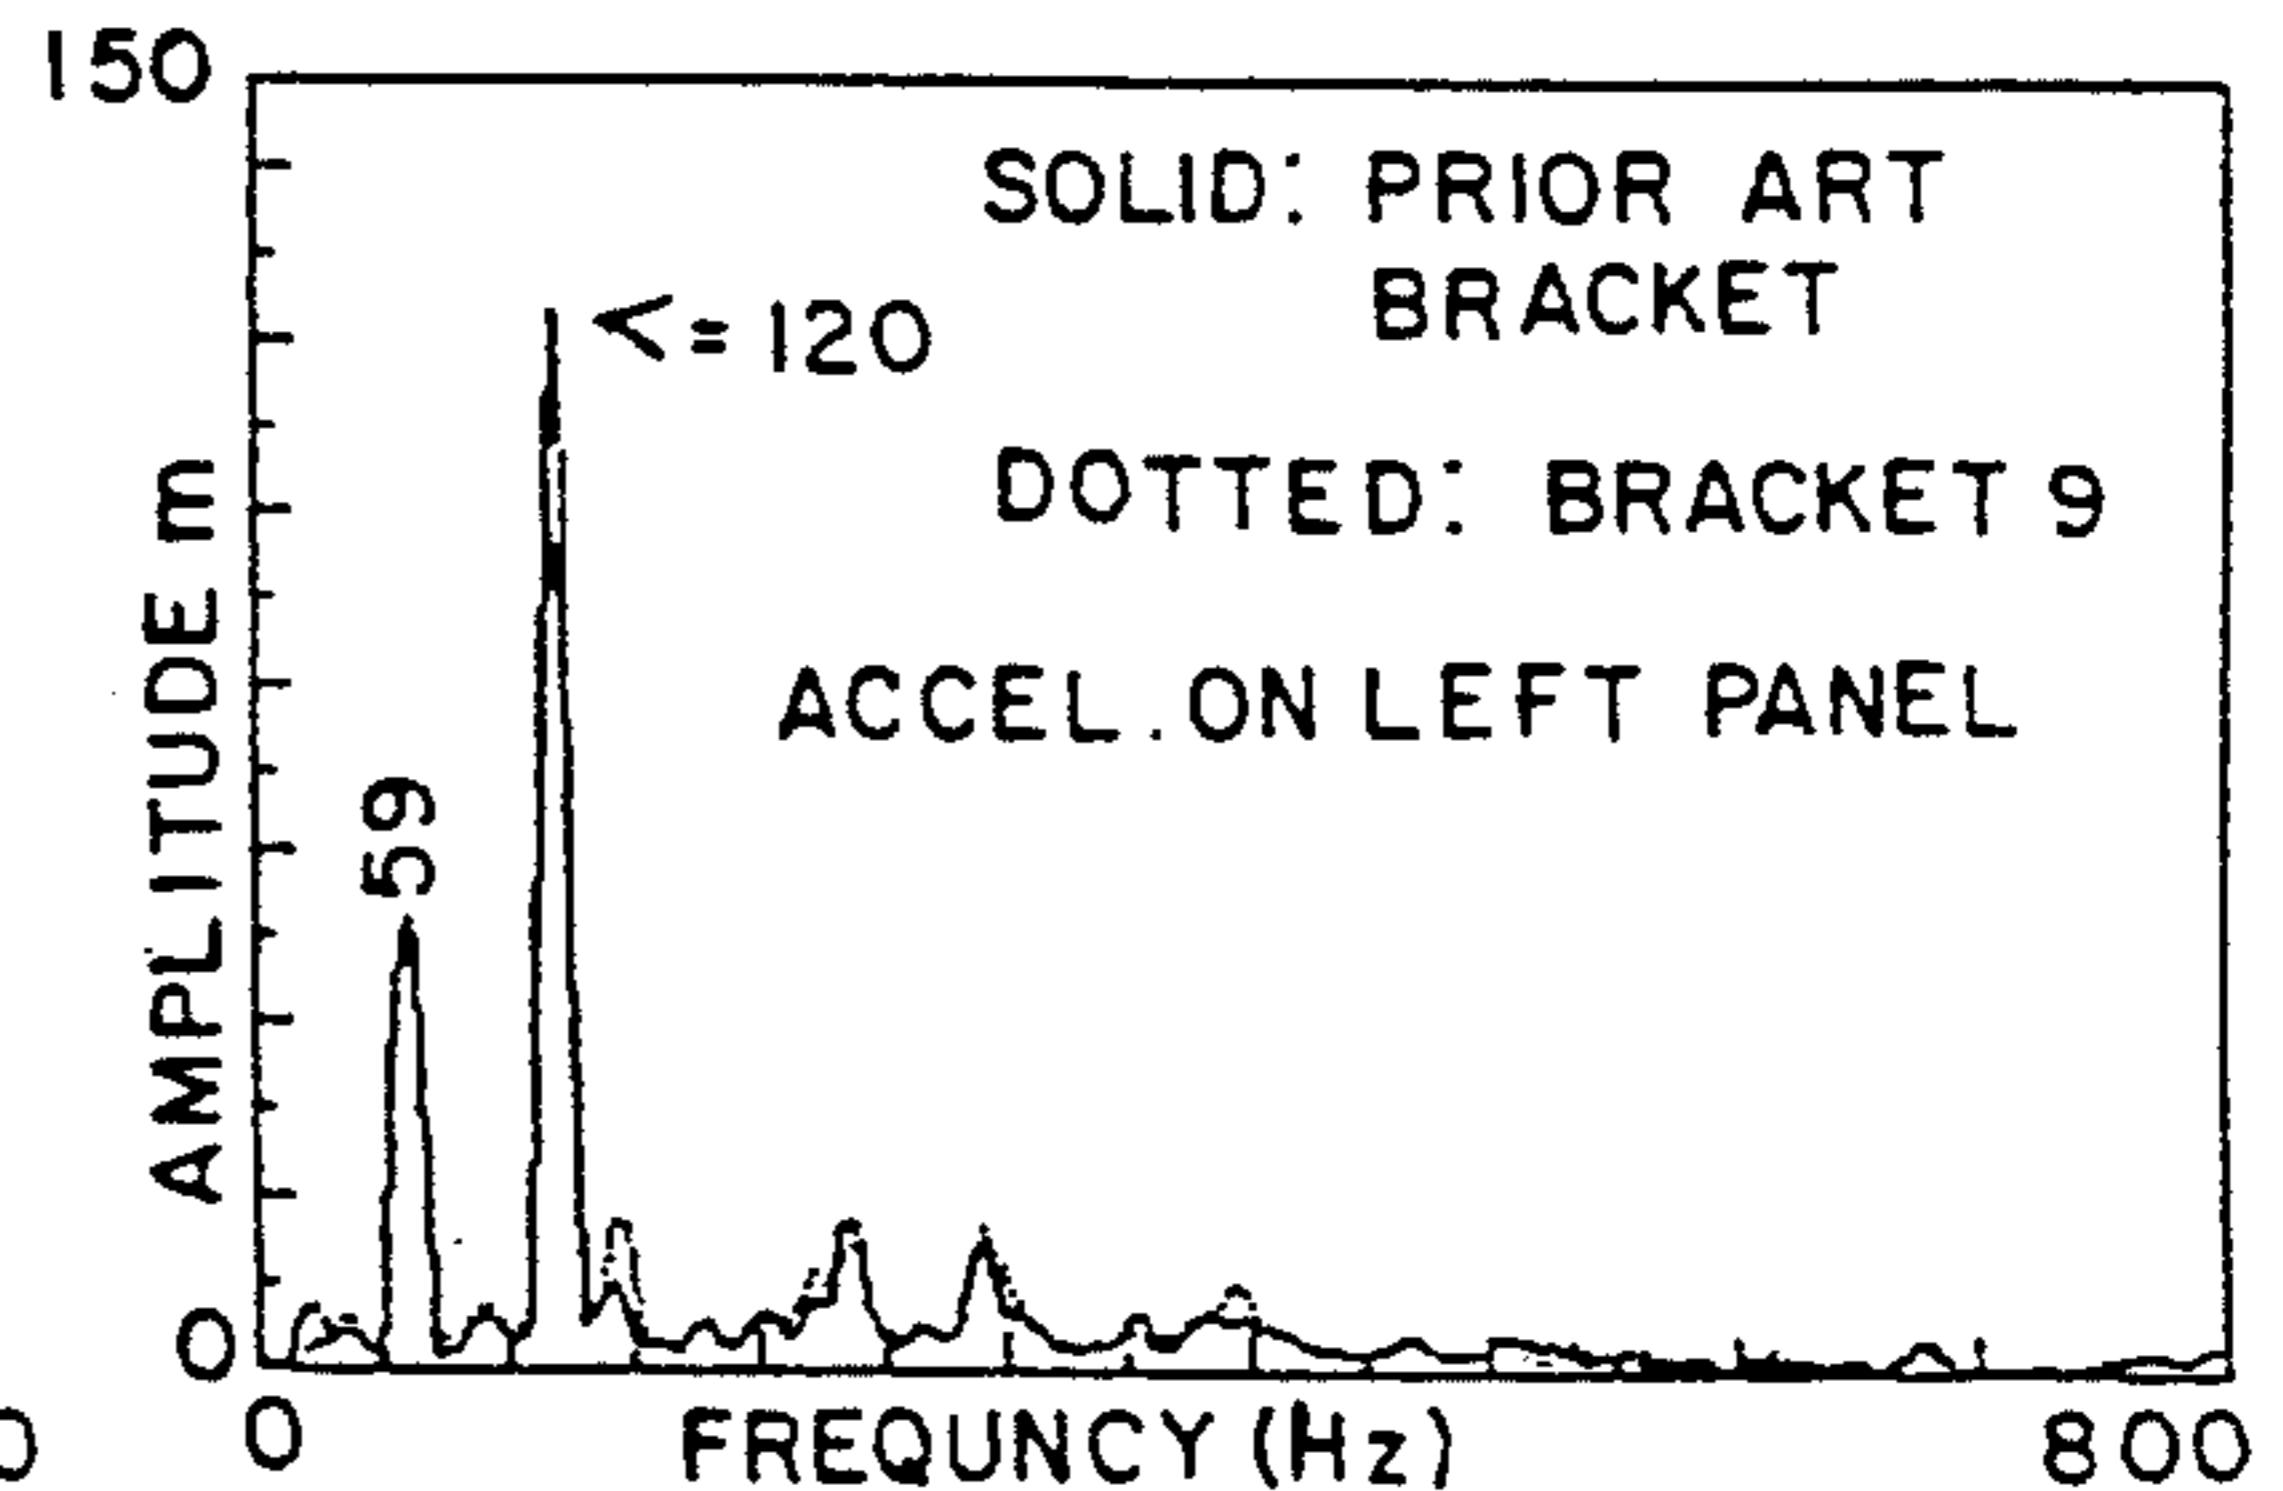 150
SOLID: PRIOR ART
BRACKET
<= 120
DOTTED: BRACKET 9
ACCEL. ON LEFT PANEL
AMPLITUDE m
59
0
0
FREQUNCY (Hz)
800